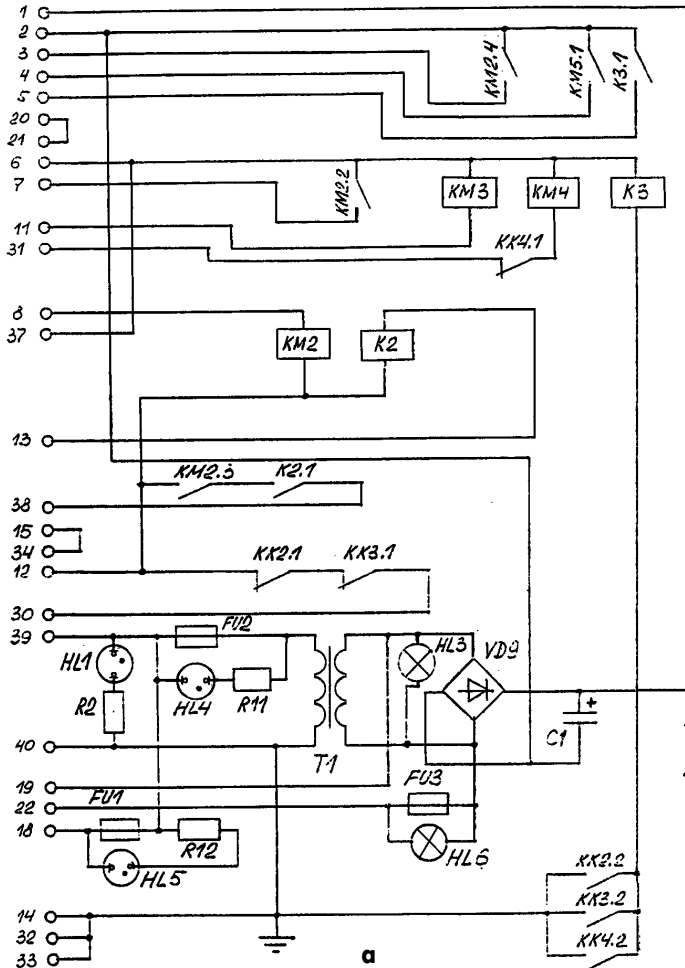 1
2
3
4
5
20
21
6
7
11
31
8
37
13
38
15
34
12
30
39
40
19
22
18
14
32
33
KM2.4
KM5.1
K3.1
KM2.2
KM3
KM4
K3
KK4.1
KM2
K2
KM2.3
K2.1
KK2.1
KK3.1
FU2
HL1
R2
HL4
R11
T1
HL3
VD9
C1
+
FU1
R12
HL5
FU3
HL6
KK2.2
KK3.2
KK4.2
а